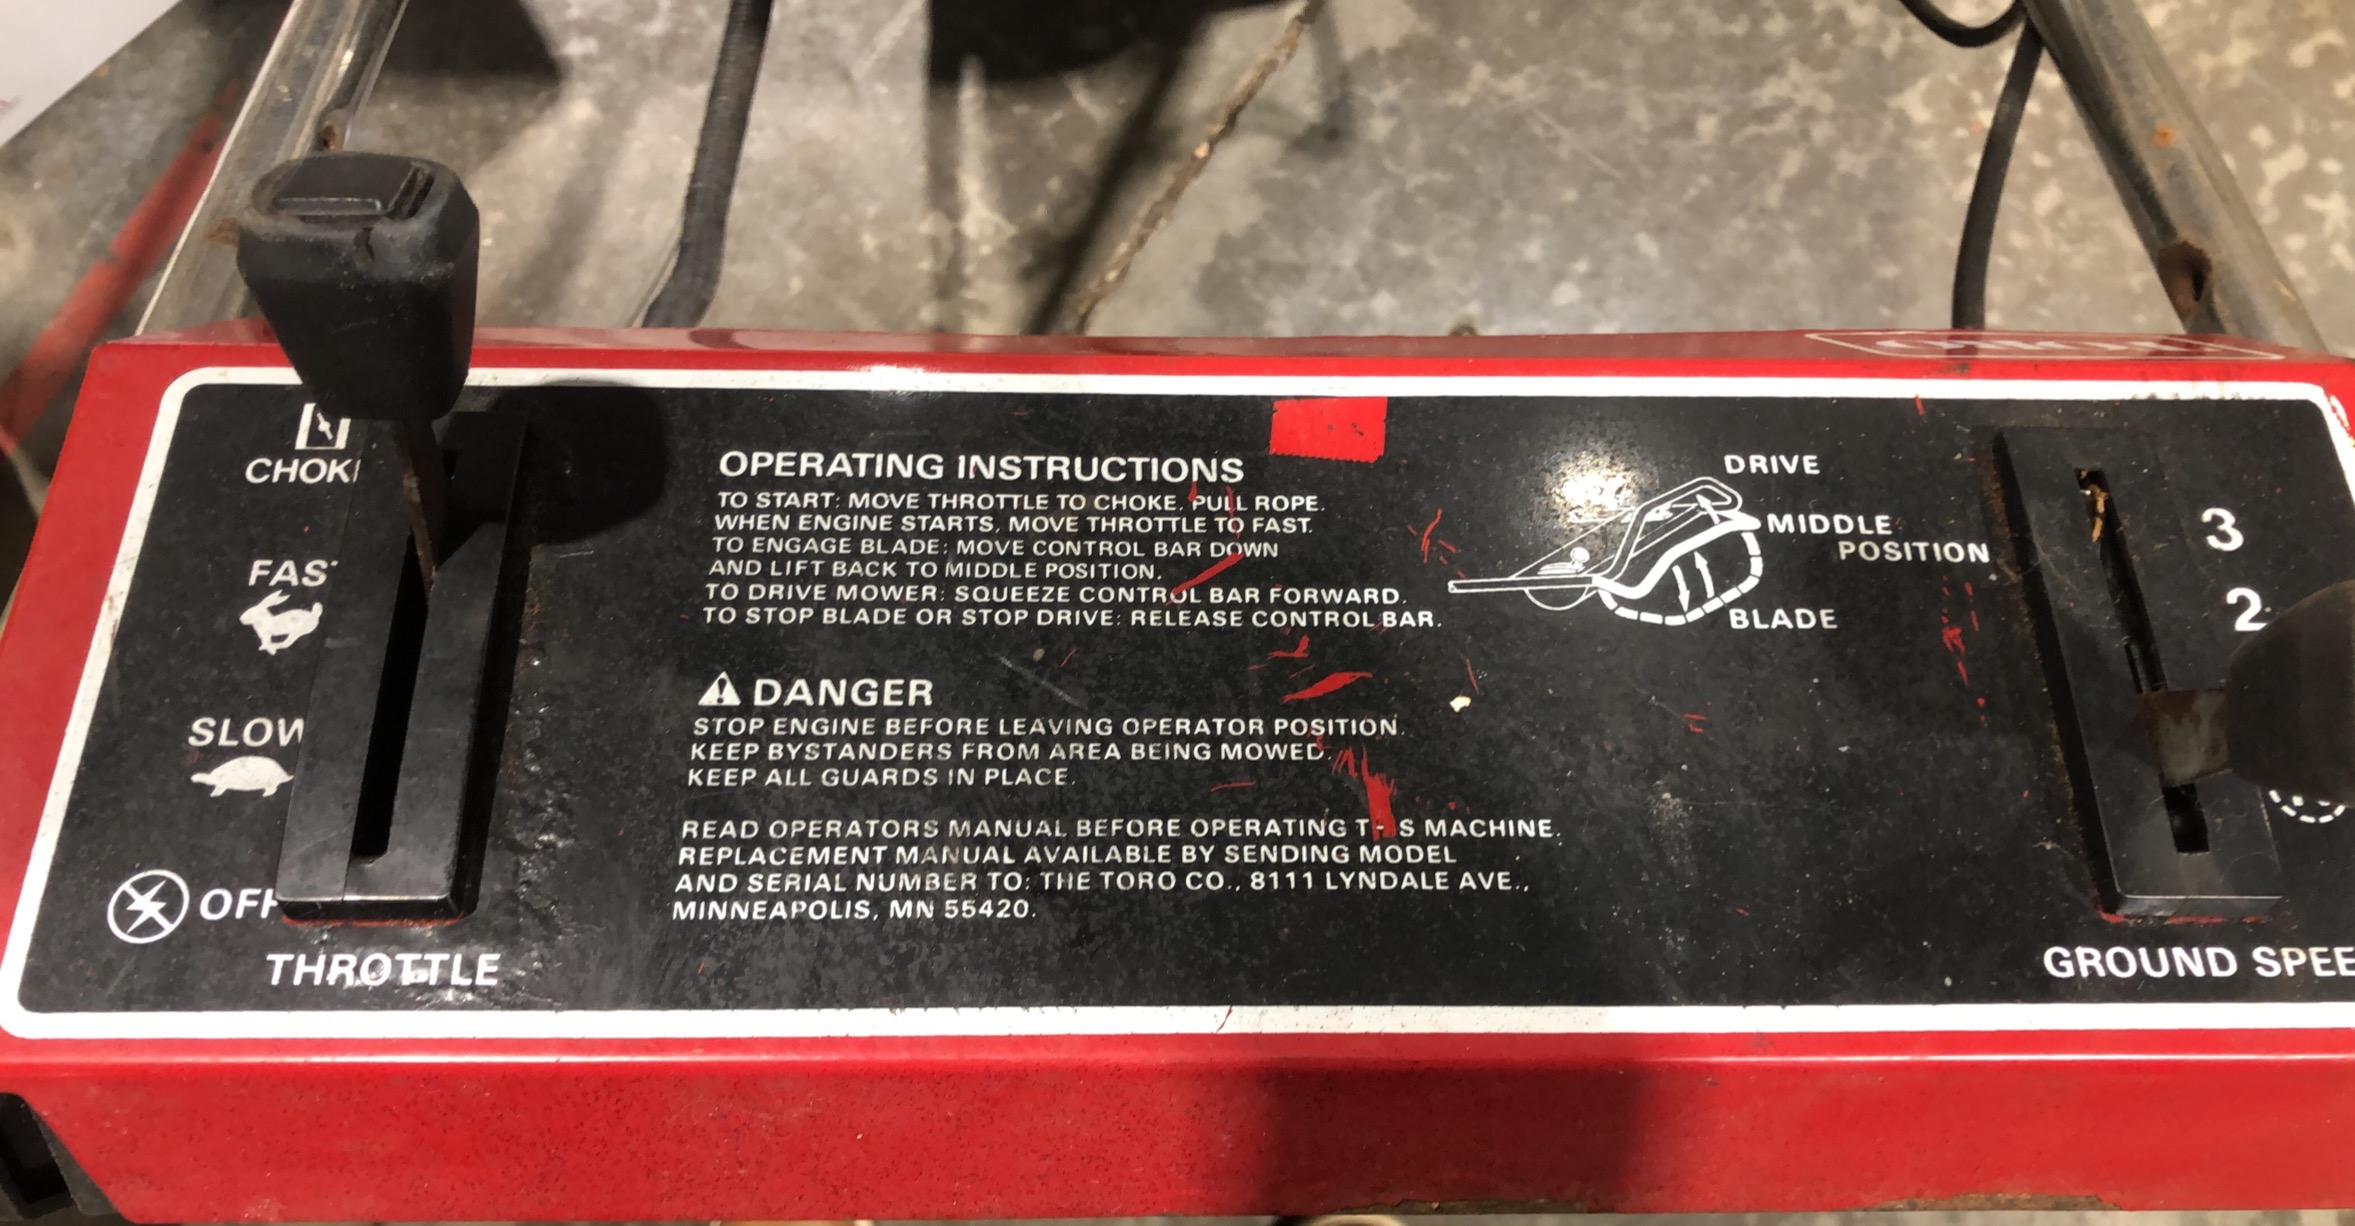 CHOK
FAS
SLOW
OFF
THROTTLE
OPERATING INSTRUCTIONS
TO START: MOVE THROTTLE TO CHOKE. PULL ROPE.
WHEN ENGINE STARTS, MOVE THROTTLE TO FAST.
TO ENGAGE BLADE: MOVE CONTROL BAR DOWN
AND LIFT BACK TO MIDDLE POSITION.
TO DRIVE MOWER: SQUEEZE CONTROL BAR FORWARD.
TO STOP BLADE OR STOP DRIVE: RELEASE CONTROL BAR.
DANGER
STOP ENGINE BEFORE LEAVING OPERATOR POSITION.
KEEP BYSTANDERS FROM AREA BEING MOWED.
KEEP ALL GUARDS IN PLACE.
READ OPERATORS MANUAL BEFORE OPERATING T S MACHINE.
REPLACEMENT MANUAL AVAILABLE BY SENDING MODEL
AND SERIAL NUMBER TO: THE TORO CO., 8111 LYNDALE AVE.,
MINNEAPOLIS, MN 55420.
DRIVE
MIDDLE
POSITION
BLADE
3
2
GROUND SPEE